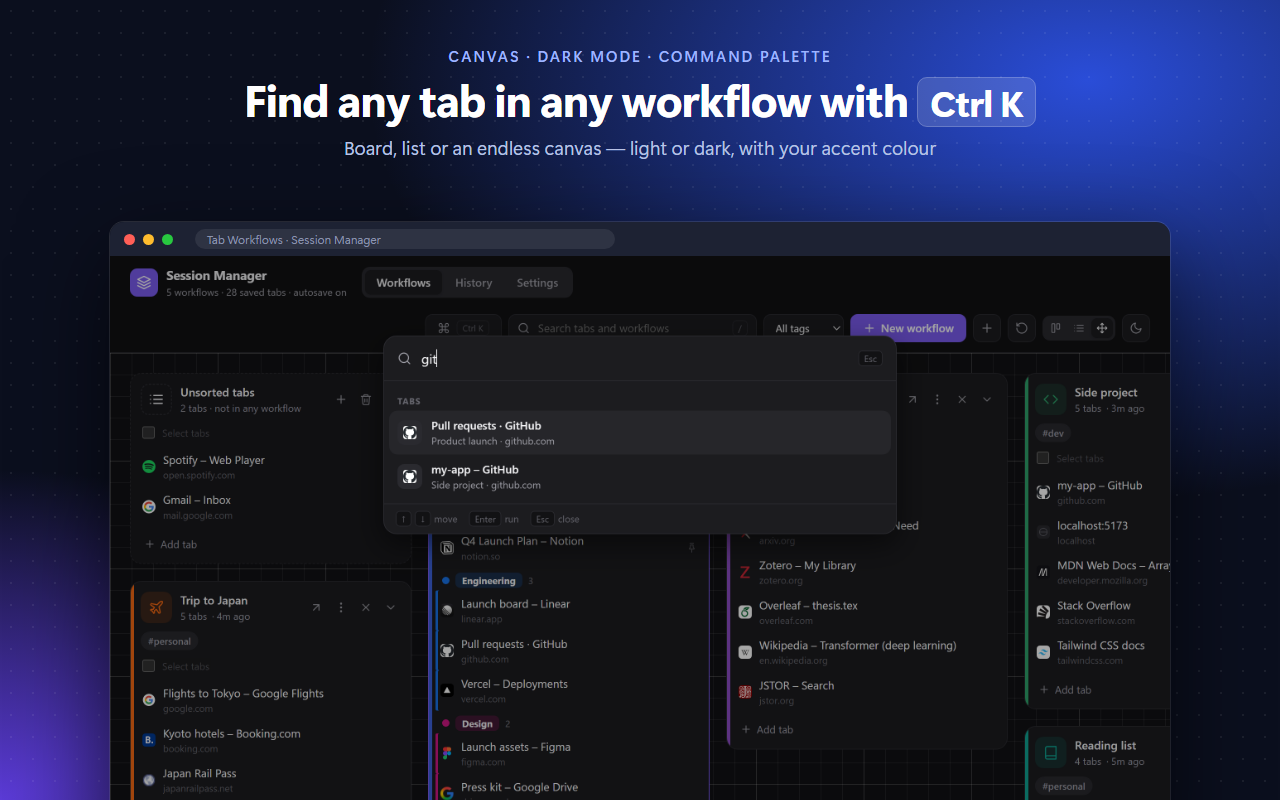 CANVAS · DARK MODE · COMMAND PALETTE
Find any tab in any workflow with Ctrl K
Board, list or an endless canvas — light or dark, with your accent colour
Tab Workflows · Session Manager
Session Manager
5 workflows · 28 saved tabs · autosave on
Workflows
History
Settings
⌘ Ctrl K
Search tabs and workflows /
All tags
+ New workflow
git
Esc
TABS
Pull requests · GitHub
Product launch · github.com
my-app – GitHub
Side project · github.com
↑ ↓ move Enter run Esc close
Unsorted tabs
2 tabs · not in any workflow
Select tabs
Spotify – Web Player
open.spotify.com
Gmail – Inbox
mail.google.com
+ Add tab
Trip to Japan
5 tabs · 4m ago
#personal
Select tabs
Flights to Tokyo – Google Flights
google.com
Kyoto hotels – Booking.com
booking.com
Japan Rail Pass
japanrailpass.net
Q4 Launch Plan – Notion
notion.so
Engineering 3
Launch board – Linear
linear.app
Pull requests · GitHub
github.com
Vercel – Deployments
vercel.com
Design 2
Launch assets – Figma
figma.com
Press kit – Google Drive
Need
arxiv.org
Zotero – My Library
zotero.org
Overleaf – thesis.tex
overleaf.com
Wikipedia – Transformer (deep learning)
en.wikipedia.org
JSTOR – Search
jstor.org
+ Add tab
Side project
5 tabs · 3m ago
#dev
Select tabs
my-app – GitHub
github.com
localhost:5173
localhost
MDN Web Docs – Array
developer.mozilla.org
Stack Overflow
stackoverflow.com
Tailwind CSS docs
tailwindcss.com
+ Add tab
Reading list
4 tabs · 5m ago
#personal